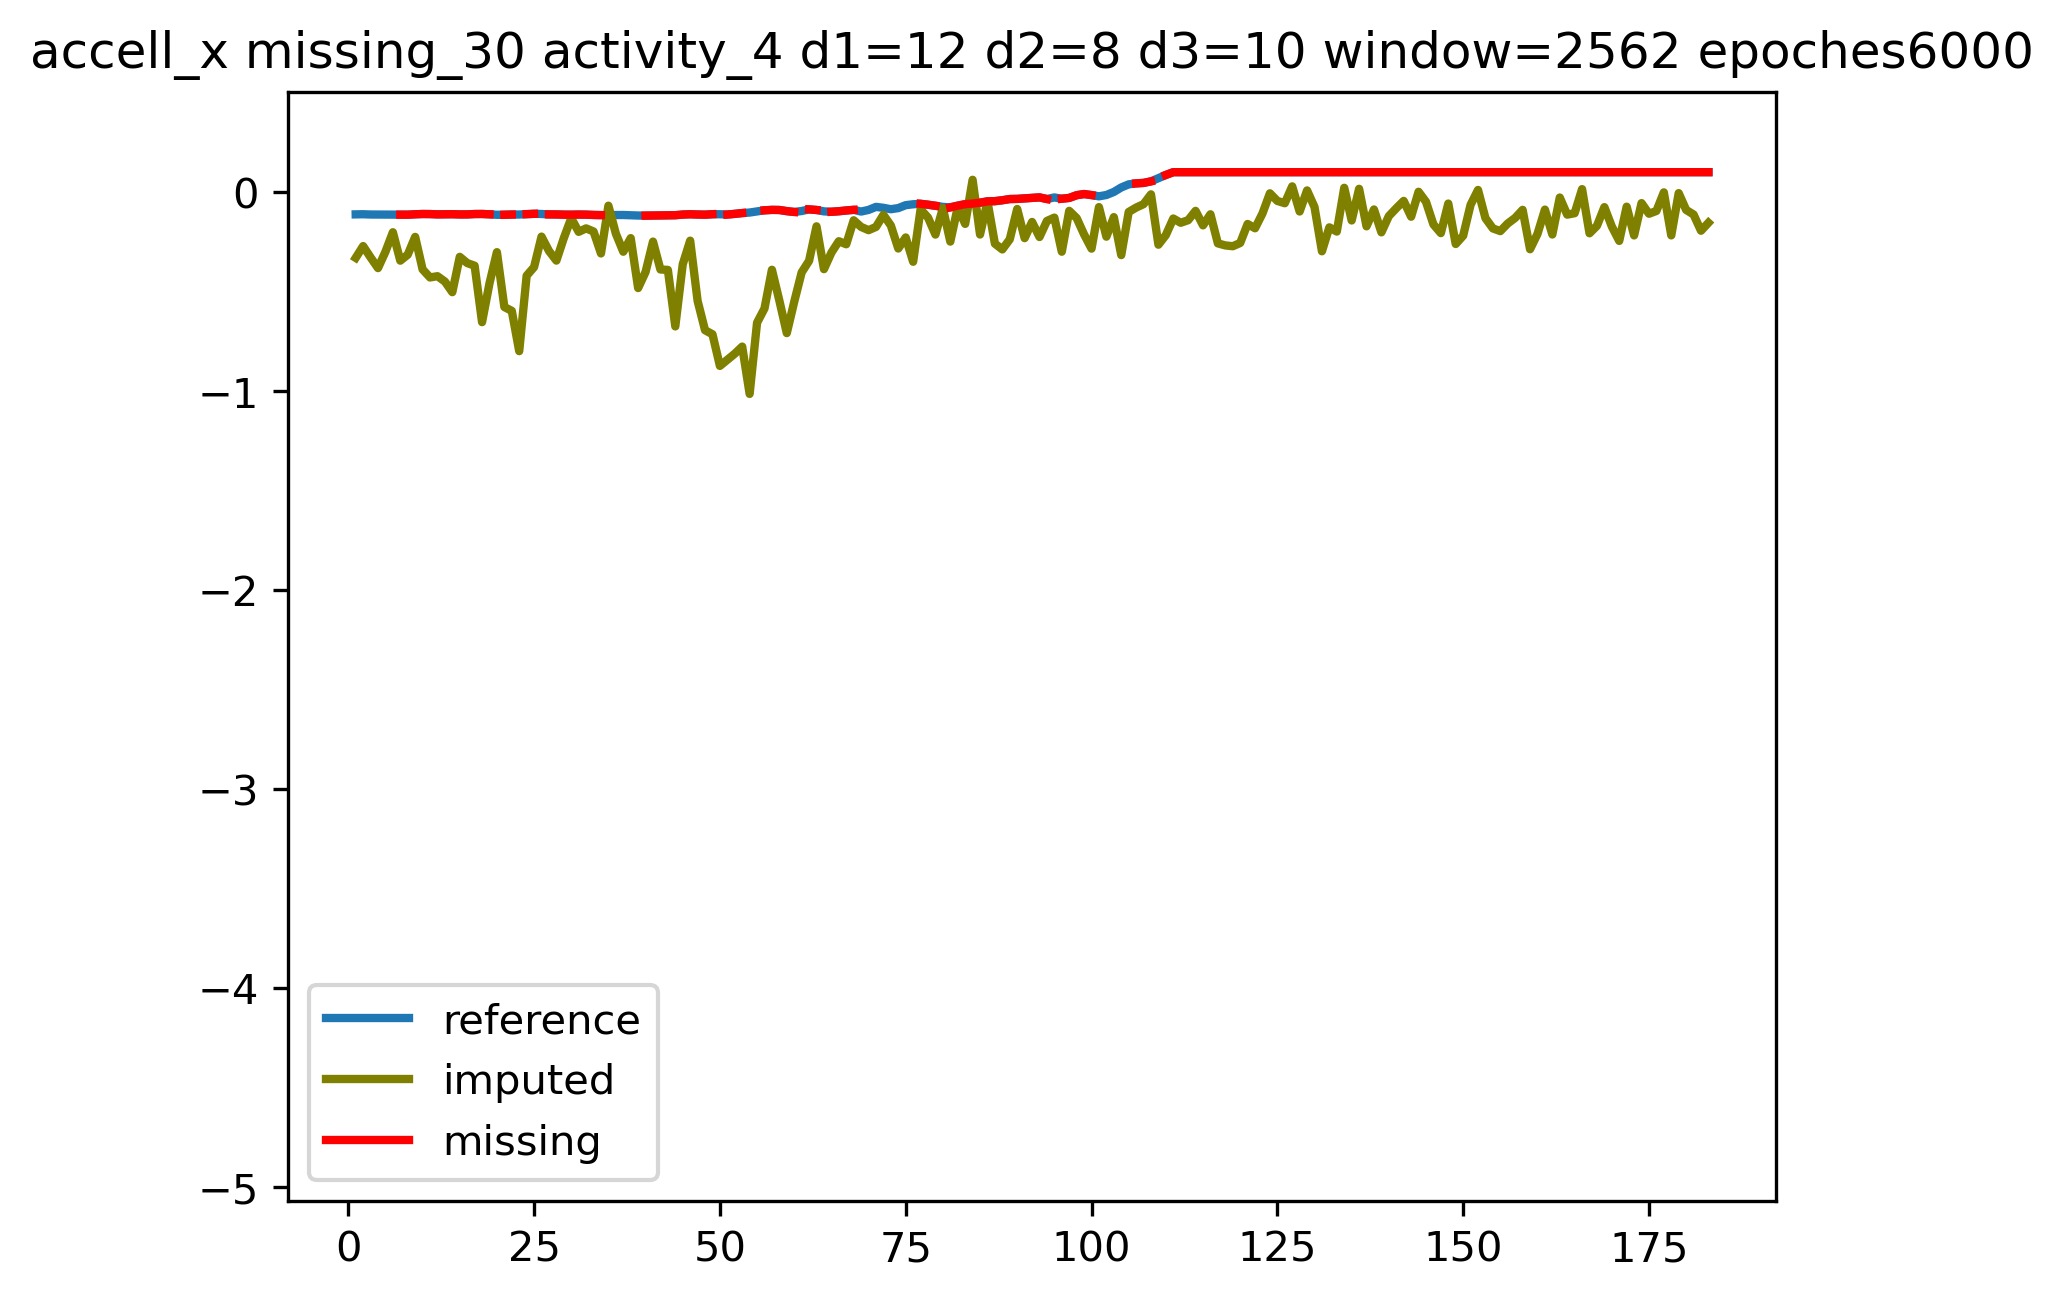 accell_x missing_30 activity_4 d1=12 d2=8 d3=10 window=2562 epoches6000
0
−1
−2
−3
−4
−5
reference
imputed
missing
0 25 50 75 100 125 150 175